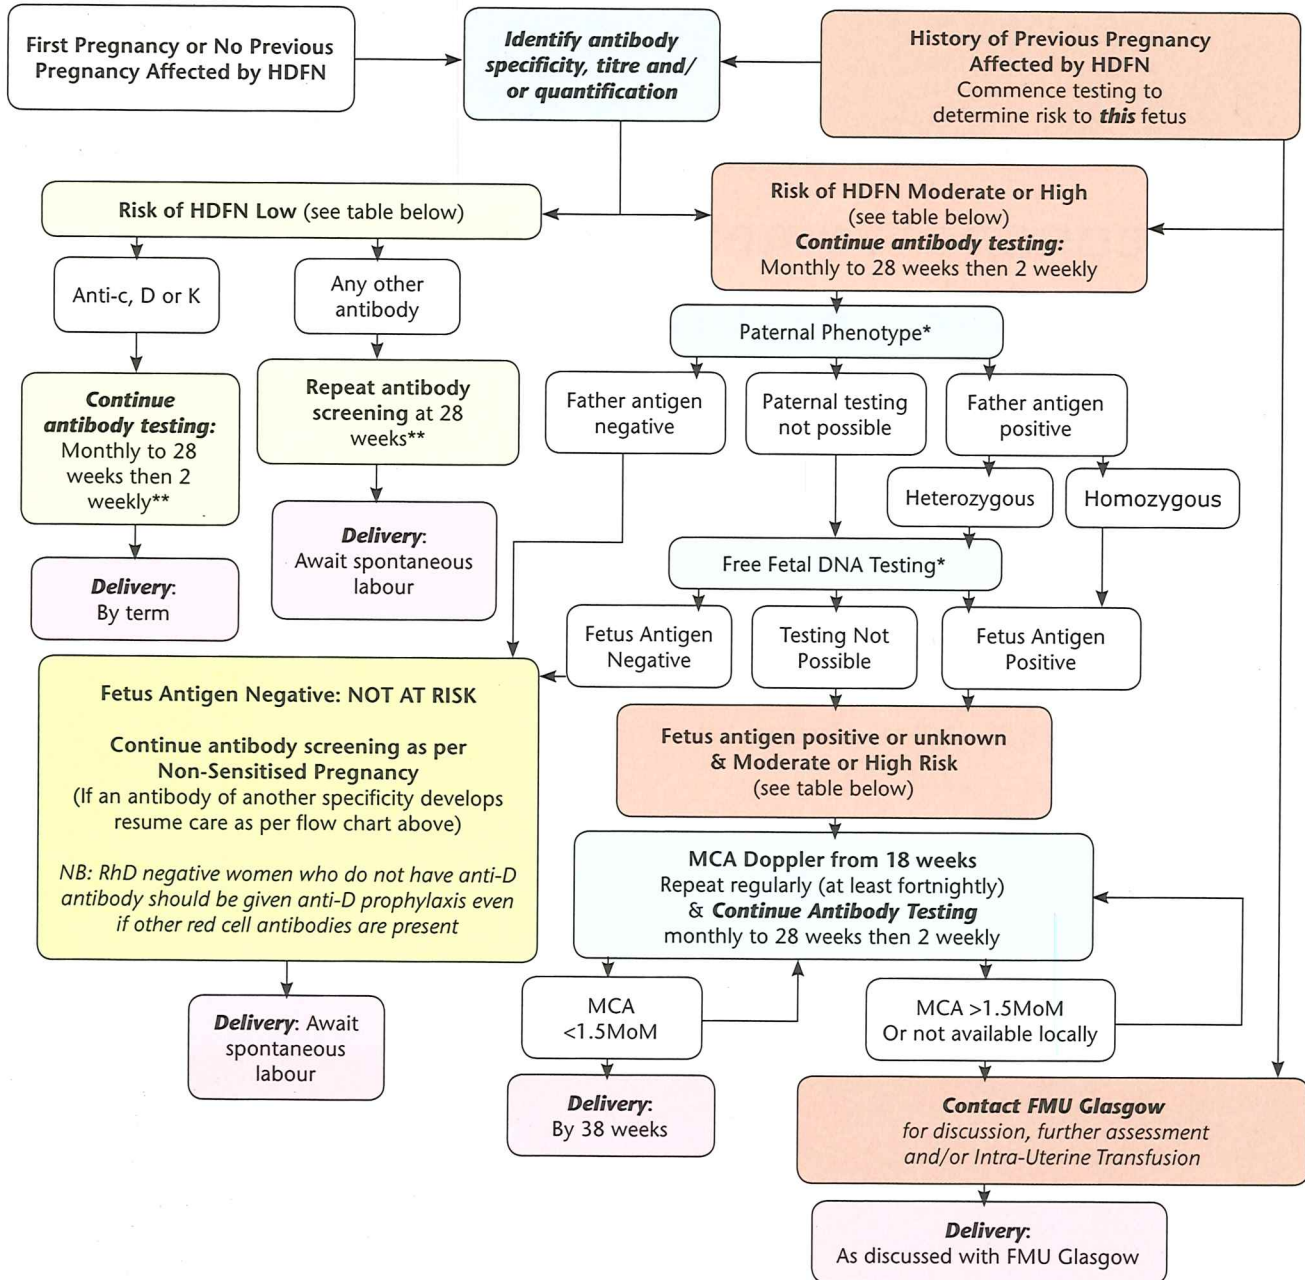 First Pregnancy or No Previous
Pregnancy Affected by HDFN
Identify antibody
specificity, titre and/
or quantification
History of Previous Pregnancy
Affected by HDFN
Commence testing to
determine risk to this fetus
Risk of HDFN Low (see table below)
Risk of HDFN Moderate or High
(see table below)
Continue antibody testing:
Monthly to 28 weeks then 2 weekly
Anti-c, D or K
Any other
antibody
Paternal Phenotype*
Continue
antibody testing:
Monthly to 28
weeks then 2
weekly**
Repeat antibody
screening at 28
weeks**
Father antigen
negative
Paternal testing
not possible
Father antigen
positive
Heterozygous
Homozygous
Delivery:
By term
Delivery:
Await spontaneous
labour
Free Fetal DNA Testing*
Fetus Antigen
Negative
Testing Not
Possible
Fetus Antigen
Positive
Fetus Antigen Negative: NOT AT RISK
Continue antibody screening as per
Non-Sensitised Pregnancy
(If an antibody of another specificity develops
resume care as per flow chart above)
NB: RhD negative women who do not have anti-D
antibody should be given anti-D prophylaxis even
if other red cell antibodies are present
Fetus antigen positive or unknown
& Moderate or High Risk
(see table below)
MCA Doppler from 18 weeks
Repeat regularly (at least fortnightly)
& Continue Antibody Testing
monthly to 28 weeks then 2 weekly
Delivery: Await
spontaneous
labour
MCA
<1.5MoM
MCA >1.5MoM
Or not available locally
Delivery:
By 38 weeks
Contact FMU Glasgow
for discussion, further assessment
and/or Intra-Uterine Transfusion
Delivery:
As discussed with FMU Glasgow